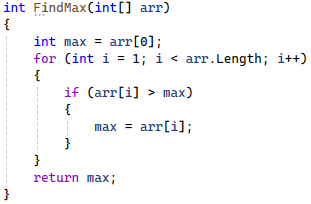 int FindMax(int[] arr)
{
    int max = arr[0];
    for (int i = 1; i < arr.Length; i++)
    {
        if (arr[i] > max)
        {
            max = arr[i];
        }
    }
    return max;
}